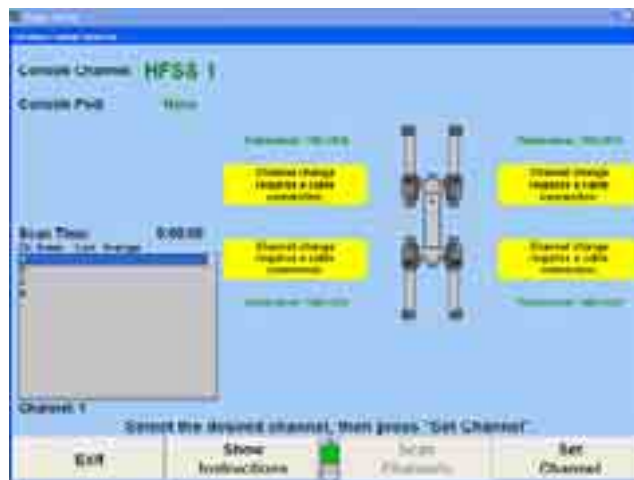 Console Channel: HFSS 1
Console Pod: None
Channel change
requires a cable
connection
Channel change
requires a cable
connection
Scan Time: 0:00:00
Channel change
requires a cable
connection
Channel change
requires a cable
connection
Channel: 1
Select the desired channel, then press "Set Channel".
Exit
Show
Instructions
Scan
Channels
Set
Channel